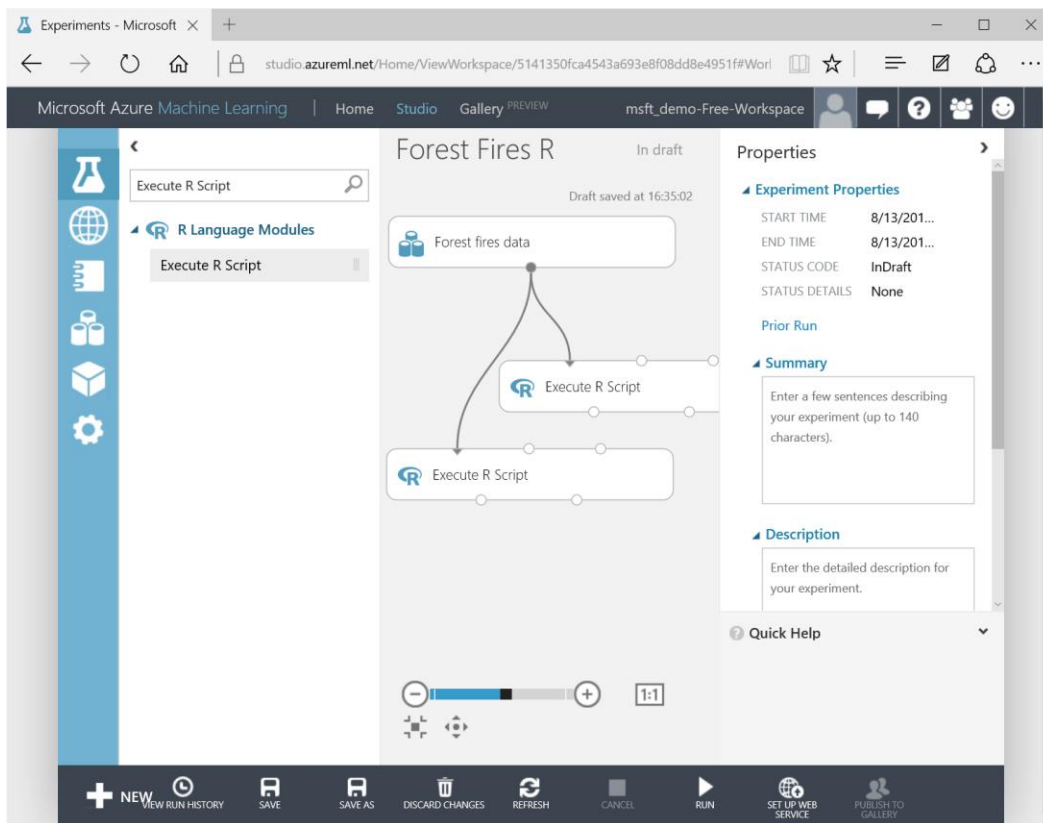 Experiments - Microsoft
studio.azureml.net/Home/ViewWorkspace/5141350fca4543a693e8f08dd8e4951f#Worl
Microsoft Azure Machine Learning | Home Studio Gallery PREVIEW msft_demo-Free-Workspace
Execute R Script
R Language Modules
Execute R Script
Forest Fires R In draft
Draft saved at 16:35:02
Forest fires data
Execute R Script
Execute R Script
1:1
Properties
Experiment Properties
START TIME 8/13/201...
END TIME 8/13/201...
STATUS CODE InDraft
STATUS DETAILS None
Prior Run
Summary
Enter a few sentences describing
your experiment (up to 140
characters).
Description
Enter the detailed description for
your experiment.
Quick Help
NEW VIEW RUN HISTORY SAVE SAVE AS DISCARD CHANGES REFRESH CANCEL RUN SET UP WEB SERVICE PUBLISH TO GALLERY